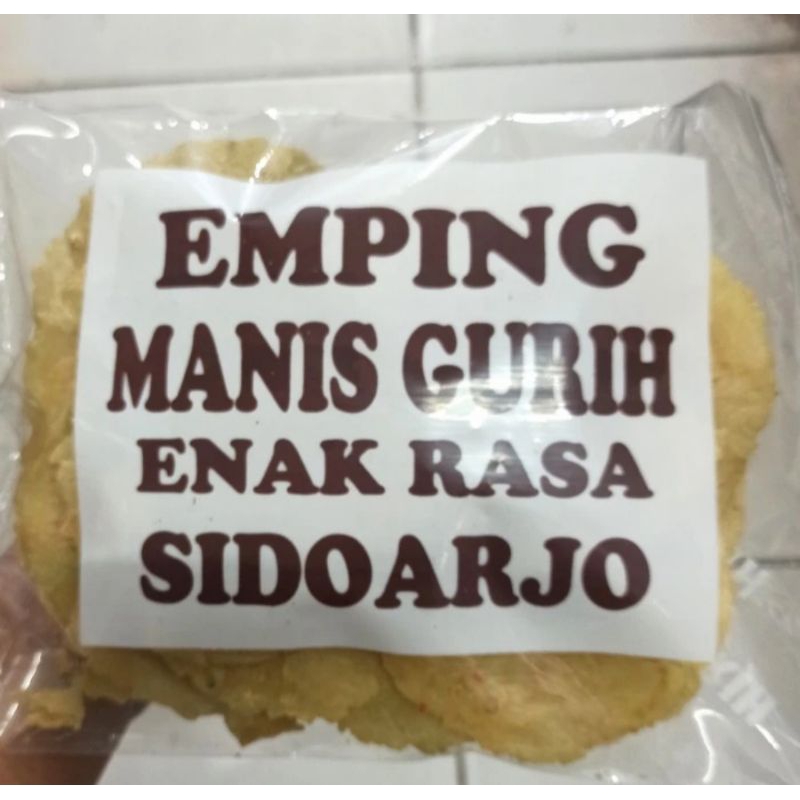 EMPING
MANIS GURIH
ENAK RASA
SIDOARJO